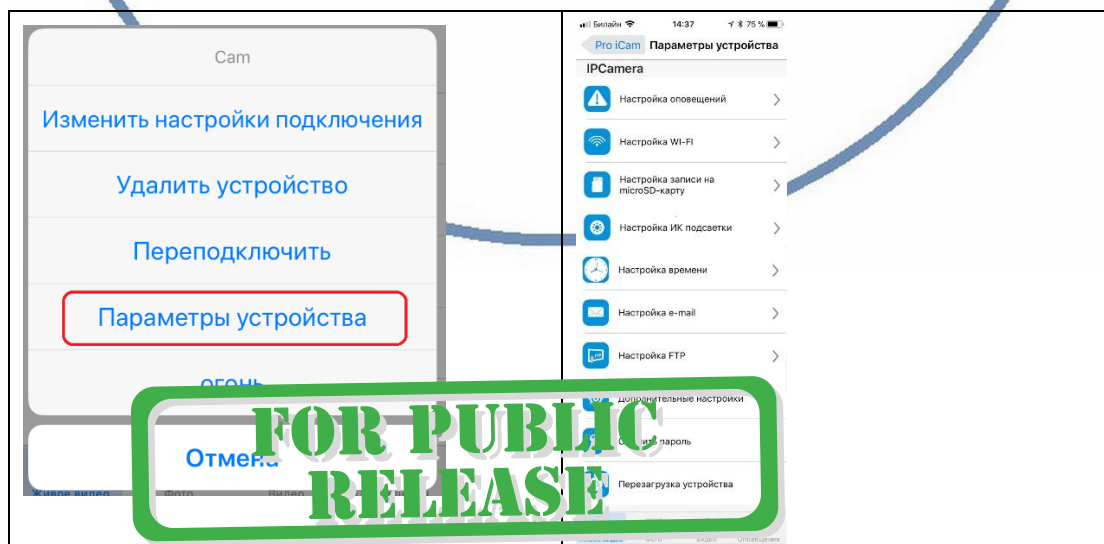 Cam
Изменить настройки подключения
Удалить устройство
Переподключить
Параметры устройства
огонь
Отмена
Живое видео Фото Видео
Билайн 14:37 75 %
Pro iCam Параметры устройства
IPCamera
Настройка оповещений
Настройка WI-FI
Настройка записи на
microSD-карту
Настройка ИК подсветки
Настройка времени
Настройка e-mail
Настройка FTP
настройки
пароль
Перезагрузка устройства
FOR PUBLIC
RELEASE